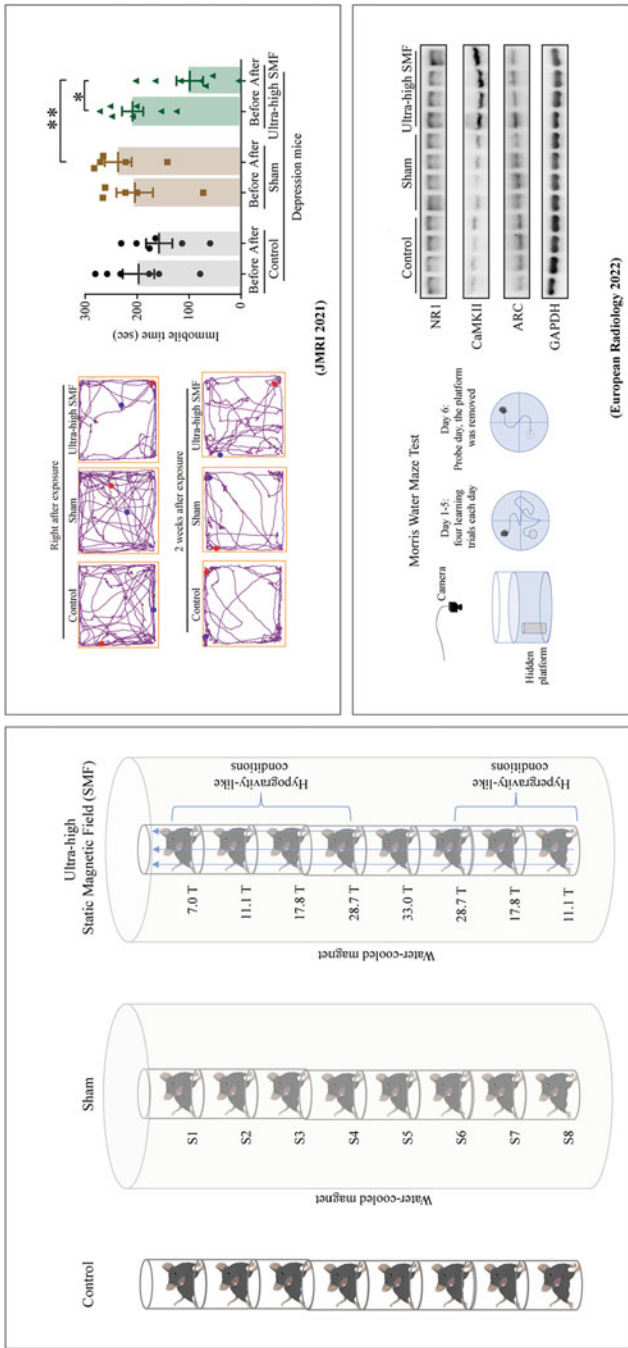 Control
Sham
Ultra-high
Static Magnetic Field (SMF)
Water-cooled magnet
Water-cooled magnet
S1
S2
S3
S4
S5
S6
S7
S8
7.0 T
11.1 T
17.8 T
28.7 T
33.0 T
28.7 T
17.8 T
11.1 T
Hypogravity-like
conditions
Hypergravity-like
conditions
Right after exposure
Control
Sham
Ultra-high SMF
2 weeks after exposure
Control
Sham
Ultra-high SMF
Immobile time (sec)
300
200
100
0
**
*
Before After
Before After
Before After
Control
Sham
Ultra-high SMF
Depression mice
(JMRI 2021)
Morris Water Maze Test
Camera
Hidden
platform
Day 1-5:
four learning
trials each day
Day 6:
Probe day, the platform
was removed
Control
Sham
Ultra-high SMF
NR1
CaMKII
ARC
GAPDH
(European Radiology 2022)